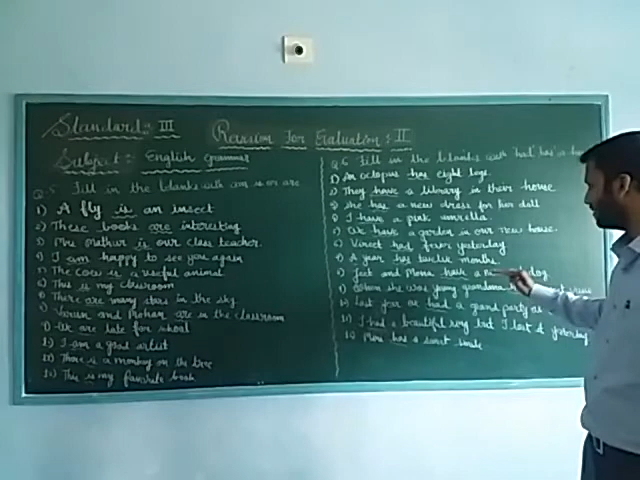 Standard: III
Revision For Evaluation: II
Subject: English grammar
Q.5 Fill in the blanks with am is or are
1) A fly is an insect
2) These books are interesting
3) Mrs Mathur is our class teacher.
4) I am happy to see you again
5) The Cow is a useful animal
6) This is my classroom
7) There are many stars in the sky.
8) Varun and Mohan are in the classroom
9) We are late for school
10) I am a good artist
11) There is a monkey on the tree
12) This is my favourite book
Q.6 Fill in the blanks with 'had' 'has' or
1) An octopus has eight legs.
2) They have a library in their house
3) She has a new dress for her doll
4) I have a pink umrella.
5) We have a garden in our new house.
6) Vineet had fever yesterday
7) A year has twelve months.
8) Jack and Mona have a dog
9) When she was young grandma
10) Last year we had a grand party
11) I had a beautiful ring but I lost it yesterday
12) Mona has a sweet smile